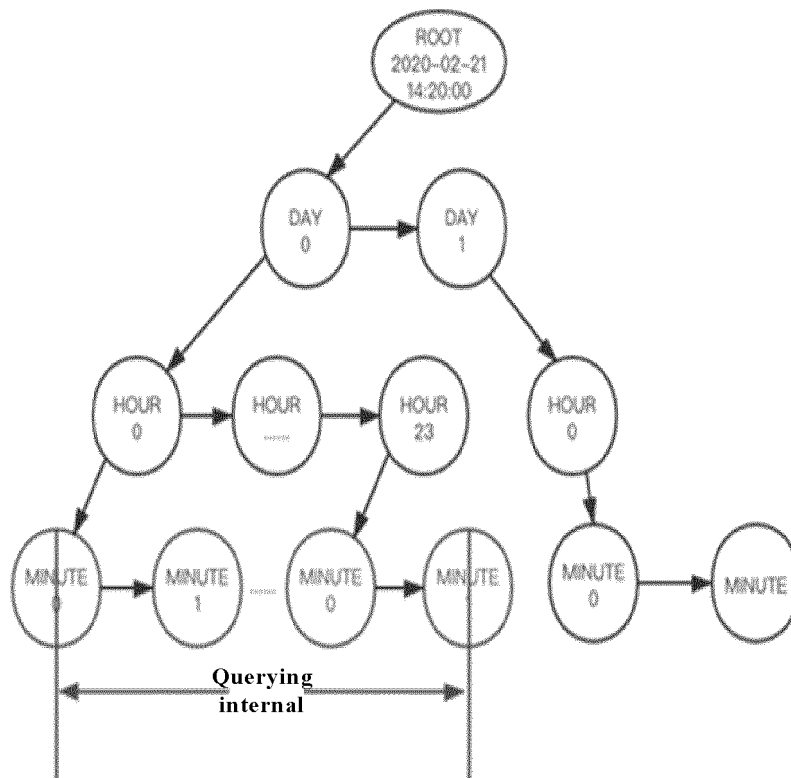 ROOT
2020-02-21
14:20:00
DAY
0
DAY
1
HOUR
0
HOUR
......
HOUR
23
HOUR
0
MINUTE
0
MINUTE
1
......
MINUTE
0
MINUTE
MINUTE
0
MINUTE
Querying
internal